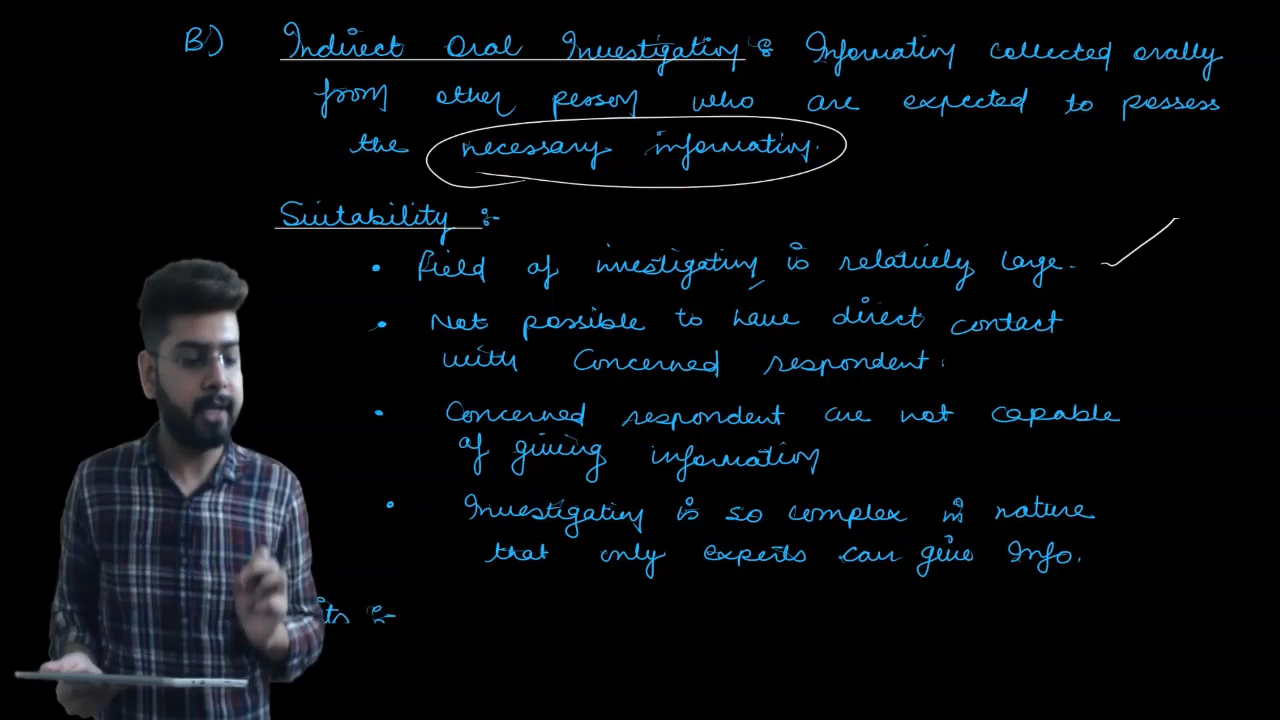 B) Indirect Oral Investigation :- Information collected orally
from other person who are expected to possess
the necessary information.
Suitability :-
• Field of investigation is relatively large.
• Not possible to have direct contact
with Concerned respondent.
• Concerned respondent are not capable
of giving information
• Investigation is so complex in nature
that only experts can give Info.